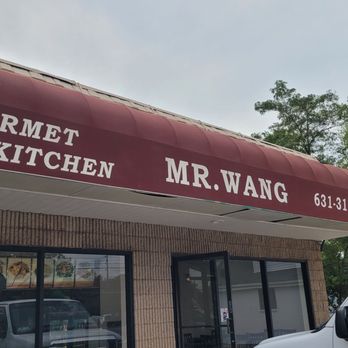 RMET
KITCHEN
MR. WANG
631-31